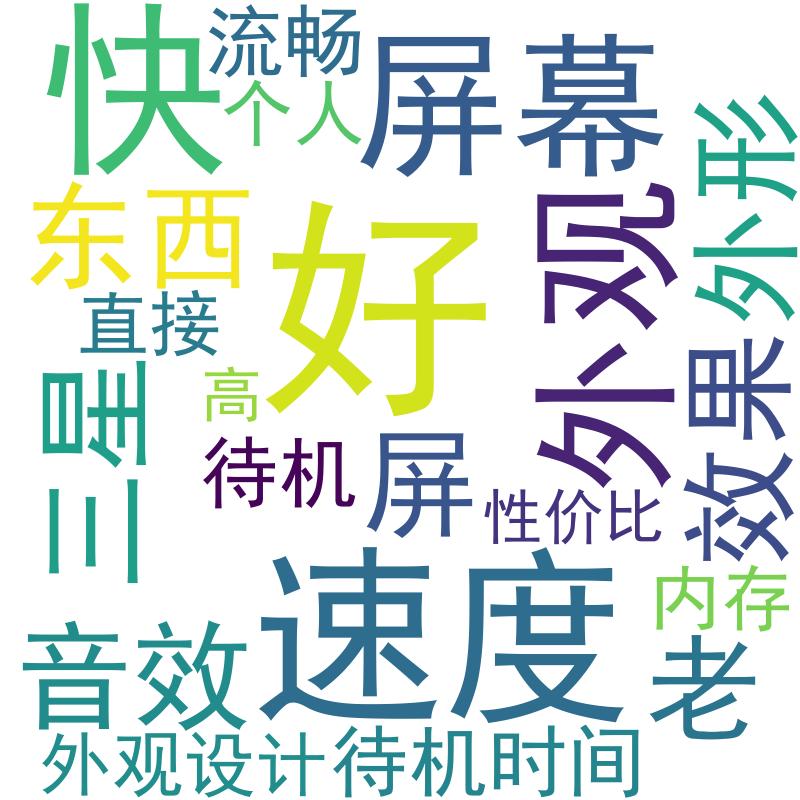 快
流畅
个人
屏幕
外形
东西
好
外观
直接
三星
高
效果
待机
屏
性价比
速度
内存
音效
老
外观设计
待机时间